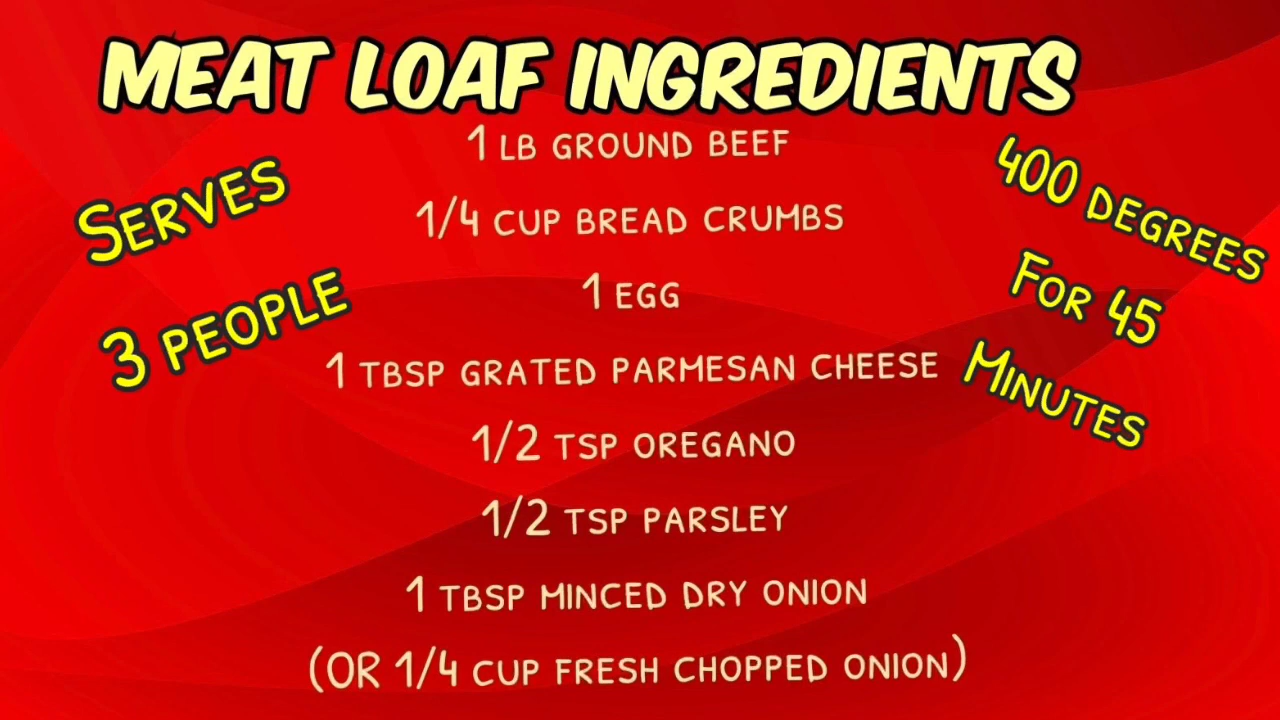 MEAT LOAF INGREDIENTS
1 LB GROUND BEEF
1/4 CUP BREAD CRUMBS
1 EGG
1 TBSP GRATED PARMESAN CHEESE
1/2 TSP OREGANO
1/2 TSP PARSLEY
1 TBSP MINCED DRY ONION
(OR 1/4 CUP FRESH CHOPPED ONION)
SERVES
3 PEOPLE
400 DEGREES
FOR 45
MINUTES